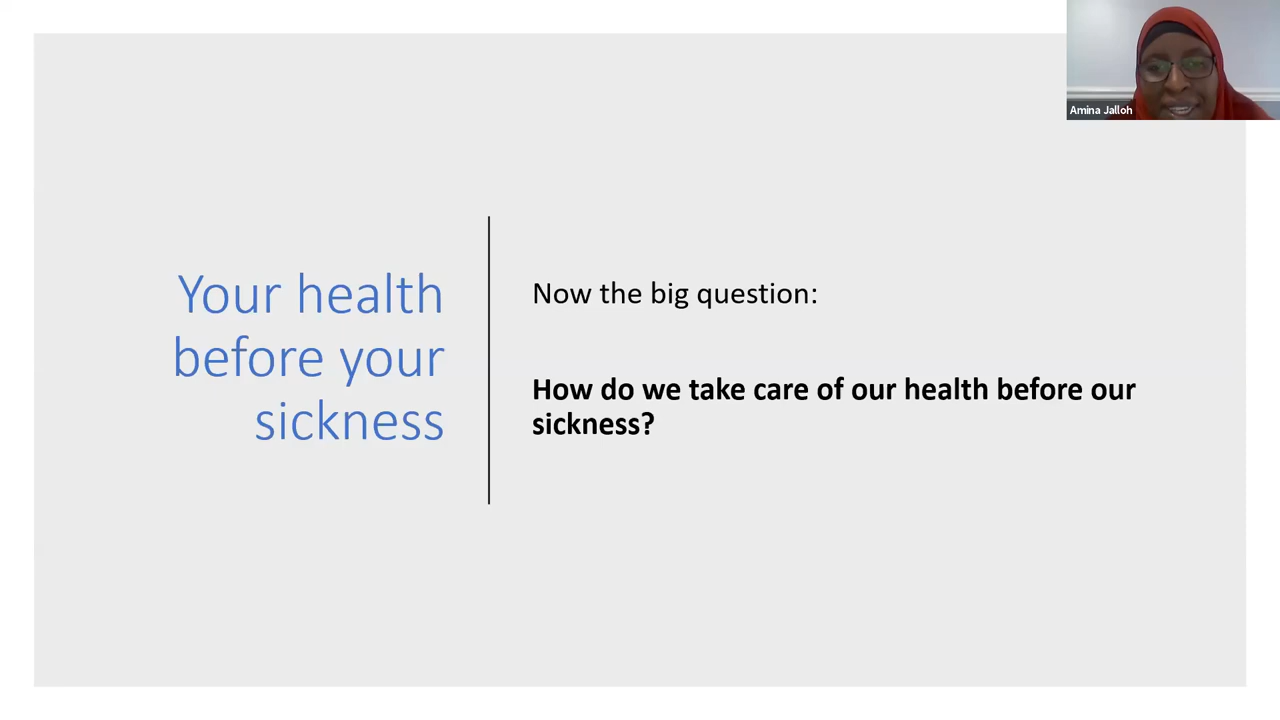 Amina Jalloh
Your health
before your
sickness
Now the big question:
How do we take care of our health before our
sickness?